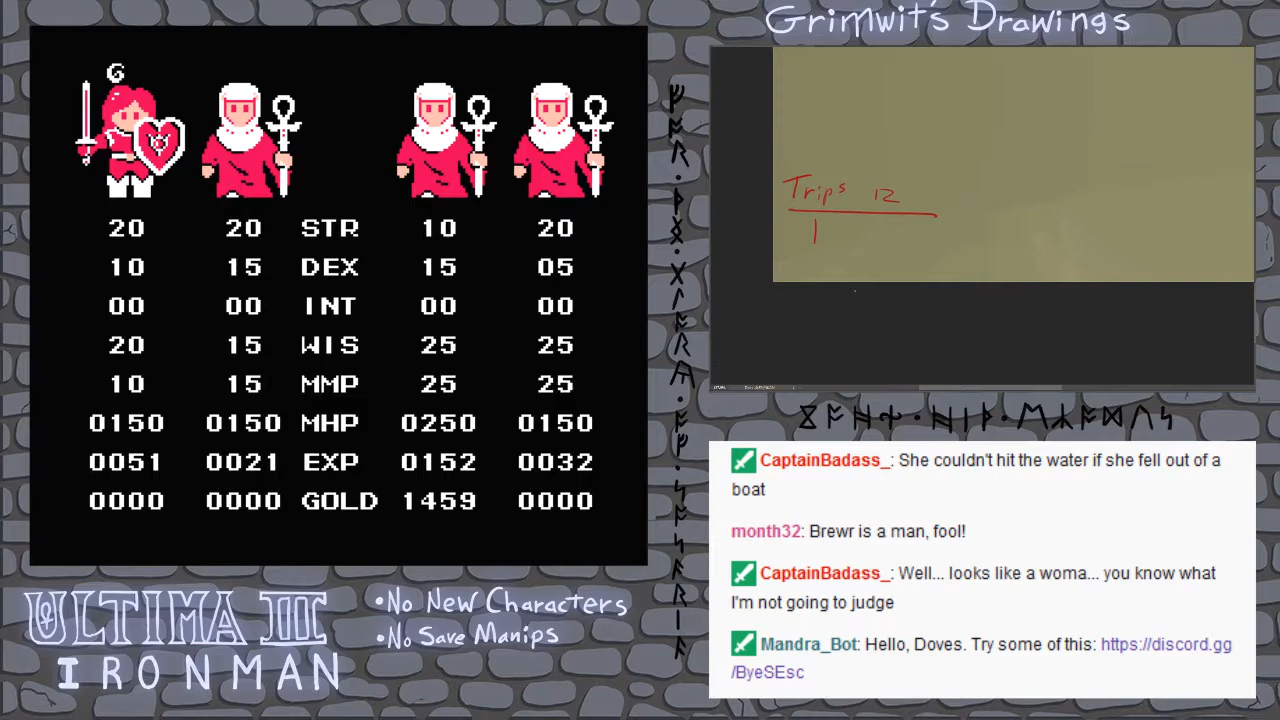 Grimwit's Drawings
G
20 20 STR 10 20
10 15 DEX 15 05
00 00 INT 00 00
20 15 WIS 25 25
10 15 MMP 25 25
0150 0150 MHP 0250 0150
0051 0021 EXP 0152 0032
0000 0000 GOLD 1459 0000
Trips 12
1
CaptainBadass_: She couldn't hit the water if she fell out of a
boat
month32: Brewr is a man, fool!
CaptainBadass_: Well... looks like a woma... you know what
I'm not going to judge
Mandra_Bot: Hello, Doves. Try some of this: https://discord.gg
/ByeSEsc
ULTIMA III
IRONMAN
•No New Characters
•No Save Manips